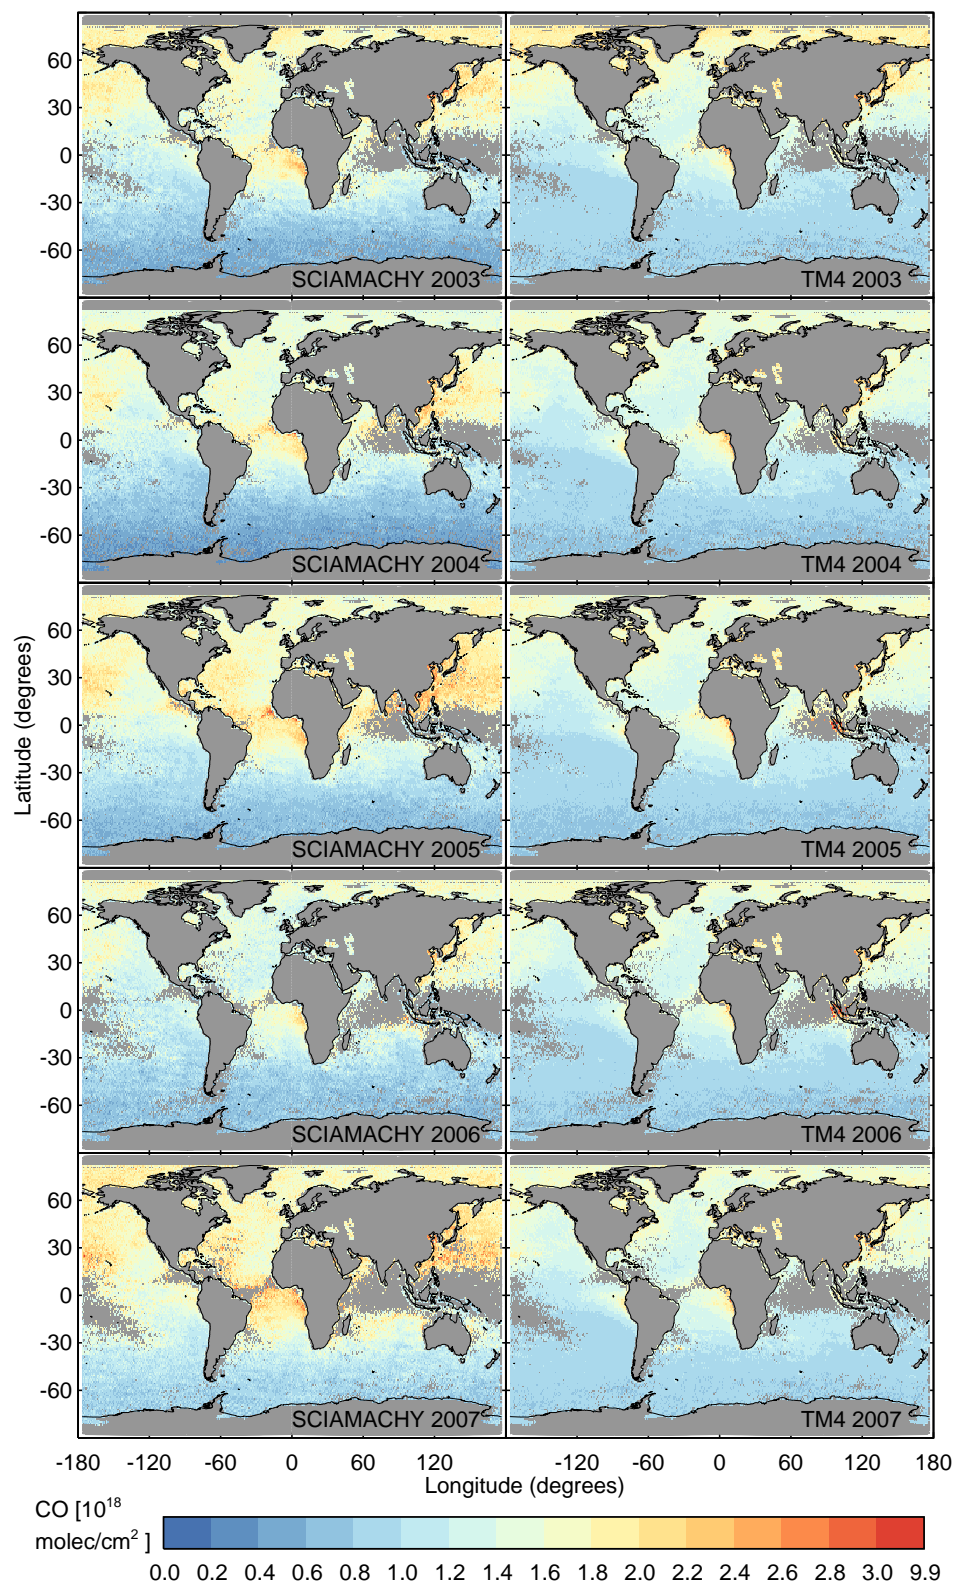 60
30
0
-30
-60
SCIAMACHY 2003
TM4 2003
60
30
0
-30
-60
SCIAMACHY 2004
TM4 2004
60
30
0
-30
-60
SCIAMACHY 2005
TM4 2005
Latitude (degrees)
60
30
0
-30
-60
SCIAMACHY 2006
TM4 2006
60
30
0
-30
-60
SCIAMACHY 2007
TM4 2007
-180 -120 -60 0 60 120 -120 -60 0 60 120 180
Longitude (degrees)
CO [10^18
molec/cm^2 ]
0.0 0.2 0.4 0.6 0.8 1.0 1.2 1.4 1.6 1.8 2.0 2.2 2.4 2.6 2.8 3.0 9.9